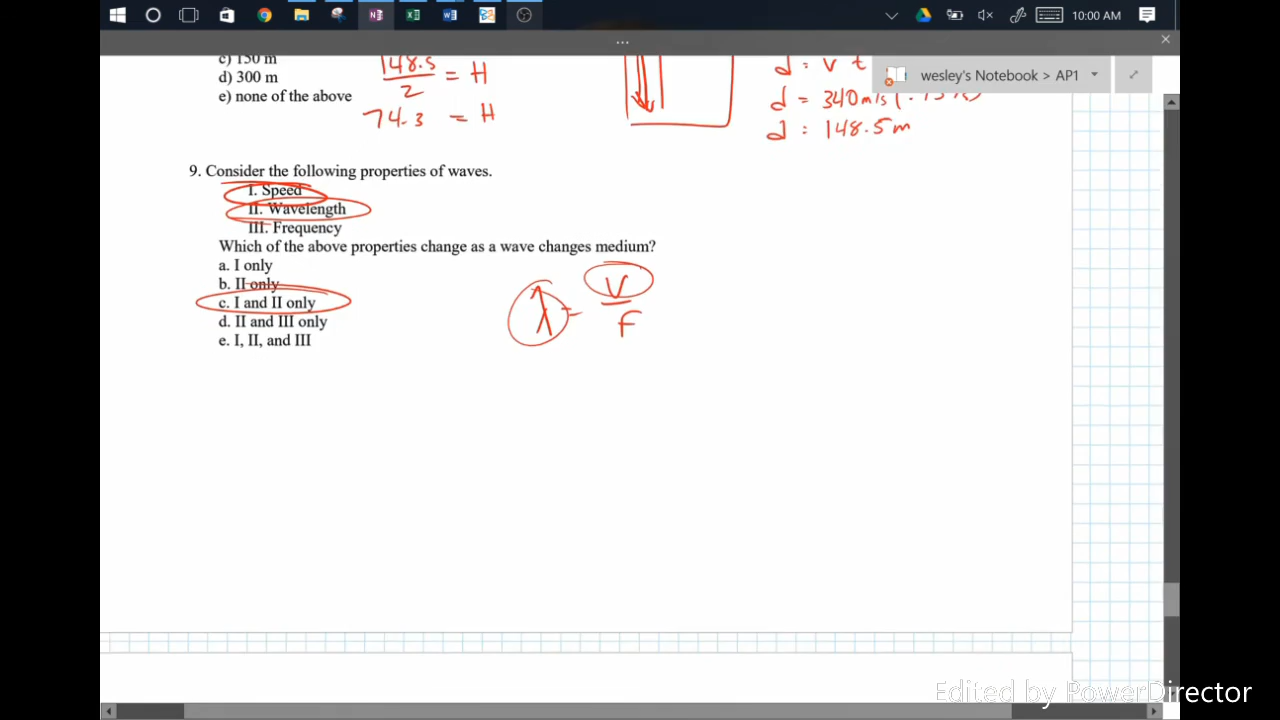 10:00 AM
...
wesley's Notebook > AP1
c) 150 m
d) 300 m
e) none of the above
148.5
2
= H
74.3 = H
d = v t
d = 340 m/s (
d = 148.5 m
9. Consider the following properties of waves.
I. Speed
II. Wavelength
III. Frequency
Which of the above properties change as a wave changes medium?
a. I only
b. II only
c. I and II only
d. II and III only
e. I, II, and III
λ = V
F
Edited by PowerDirector